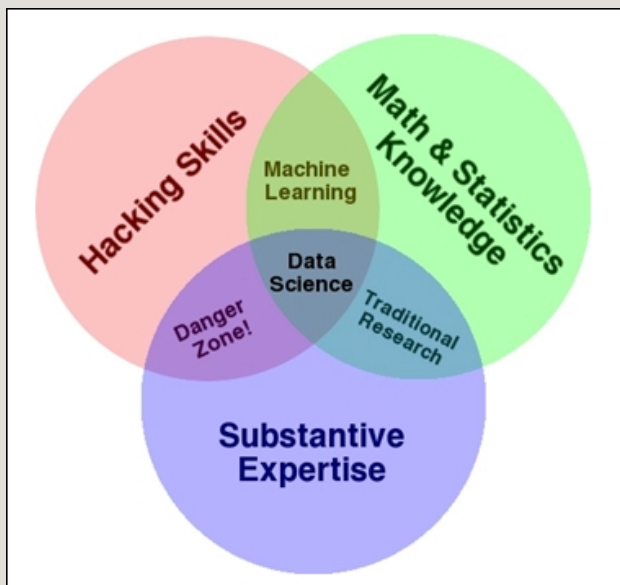 Hacking Skills
Math & Statistics
Knowledge
Machine
Learning
Data
Science
Danger
Zone!
Traditional
Research
Substantive
Expertise